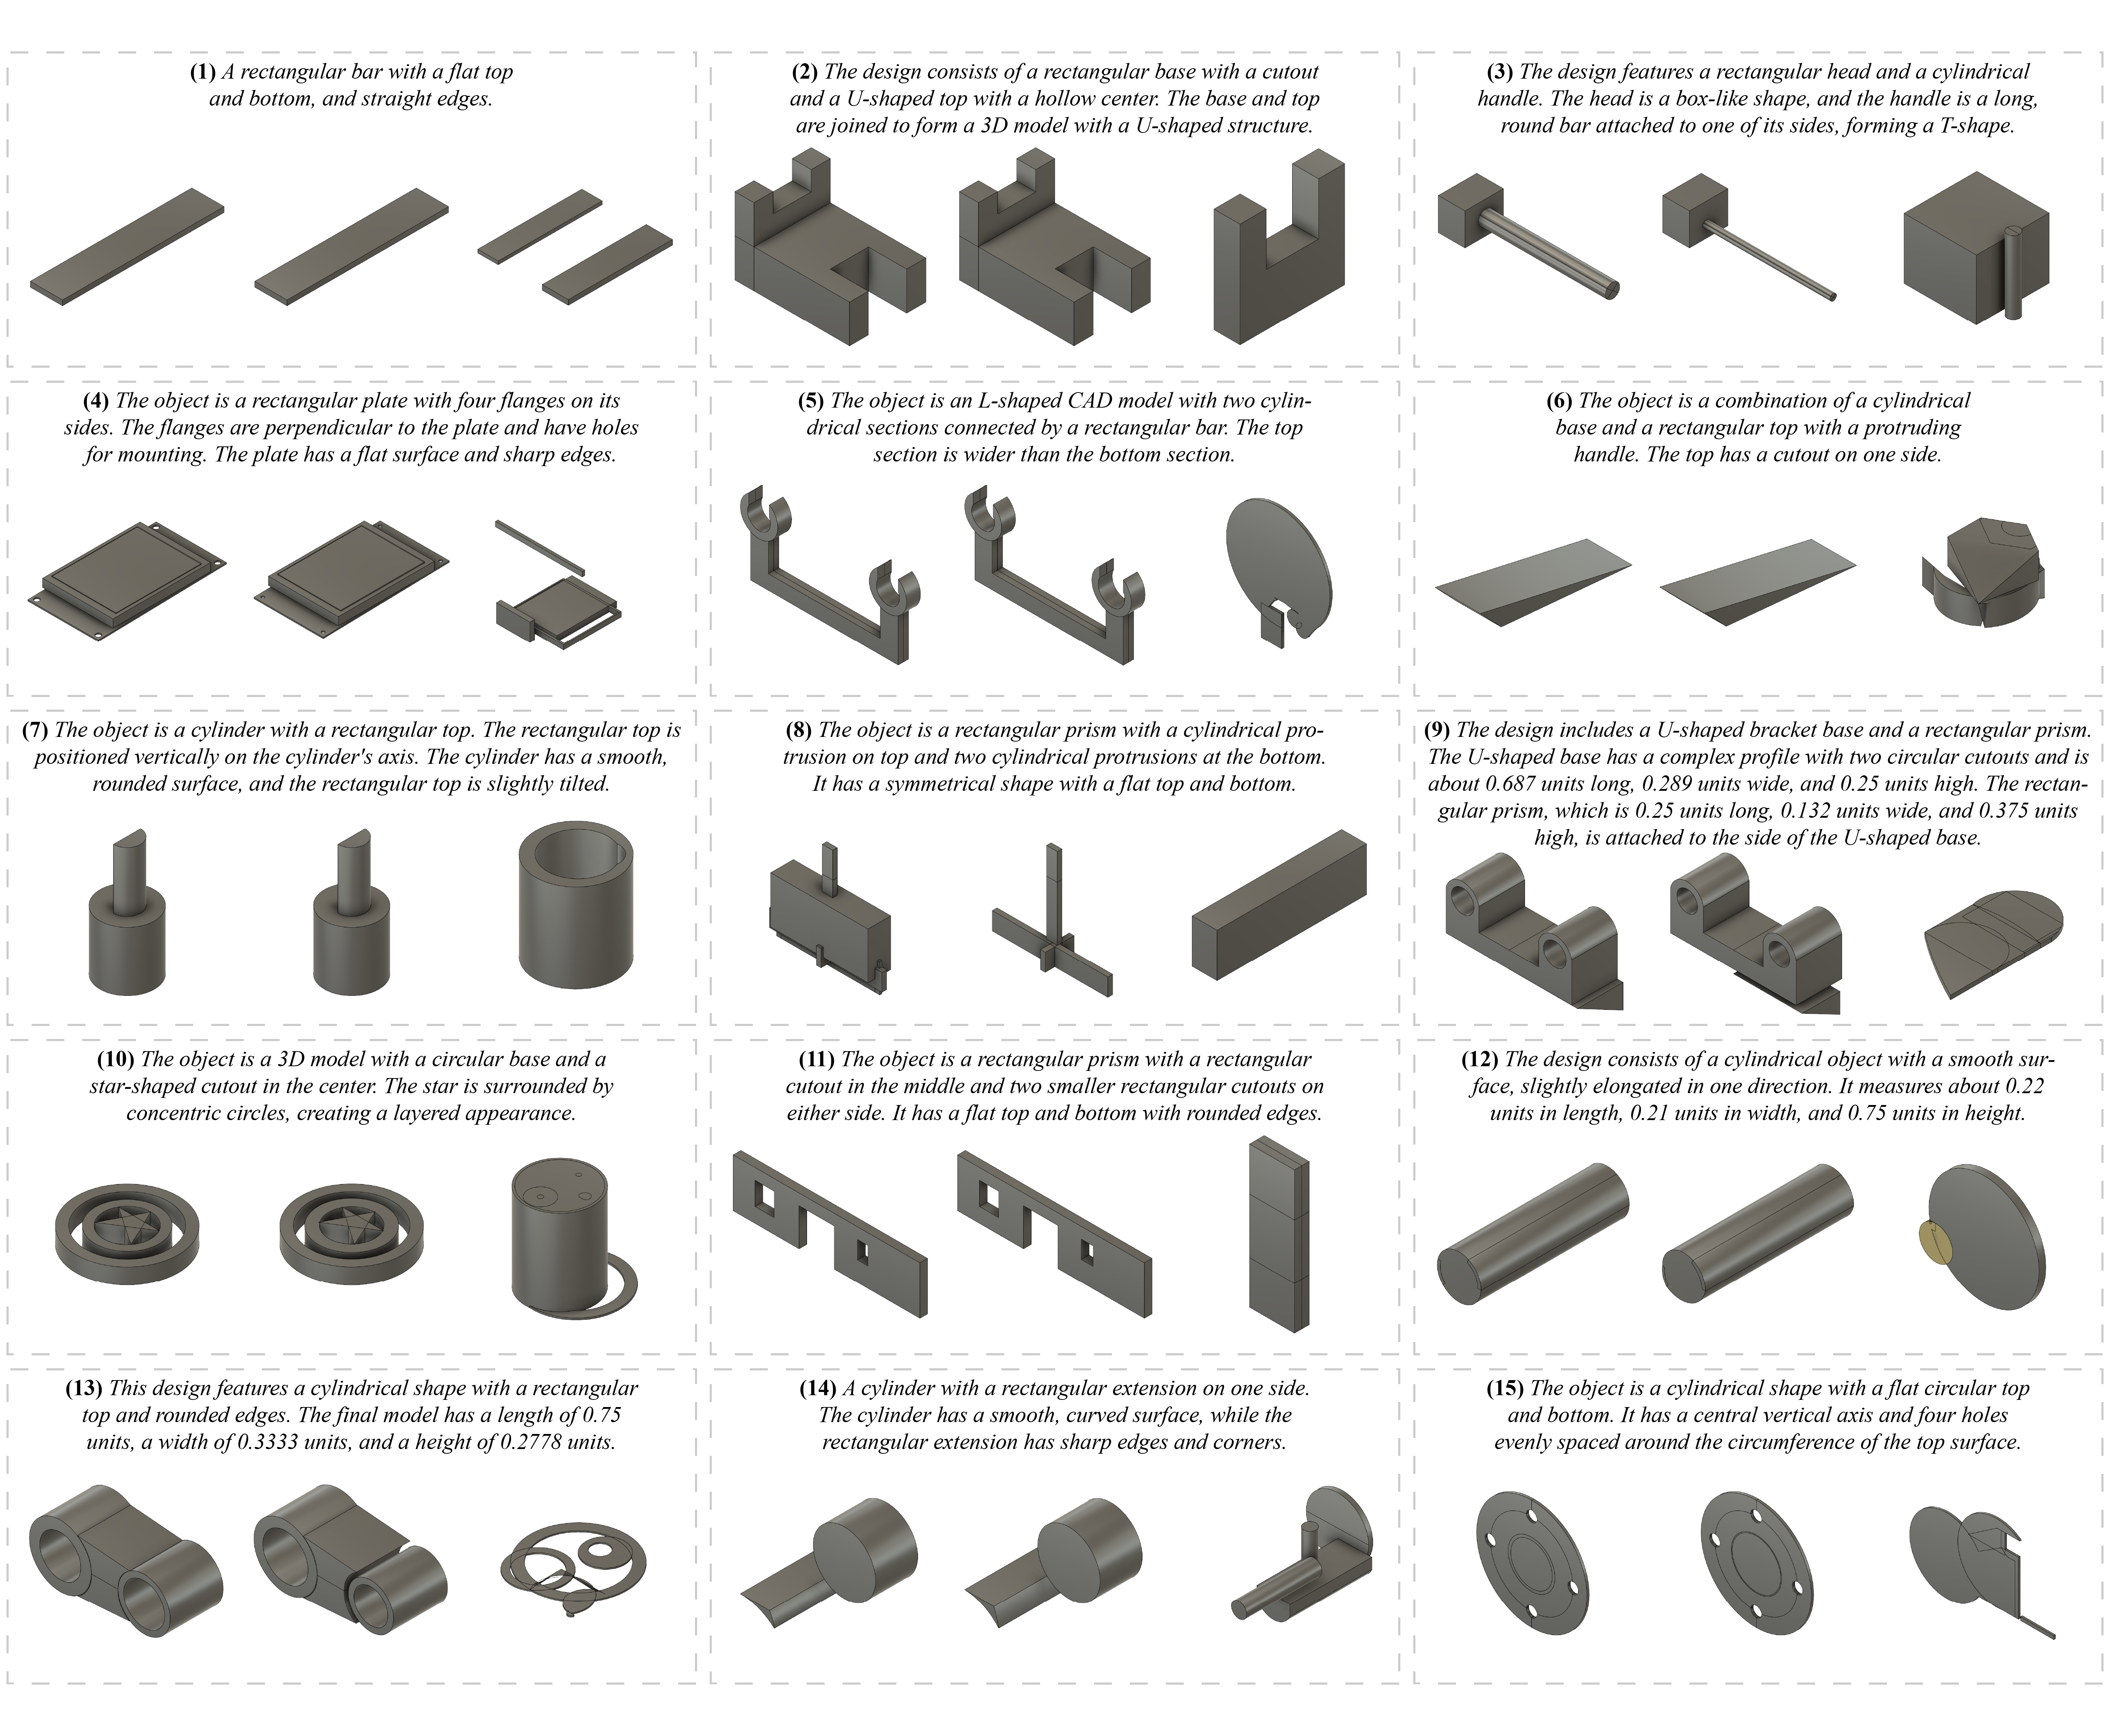 (1) A rectangular bar with a flat top
and bottom, and straight edges.
(2) The design consists of a rectangular base with a cutout
and a U-shaped top with a hollow center. The base and top
are joined to form a 3D model with a U-shaped structure.
(3) The design features a rectangular head and a cylindrical
handle. The head is a box-like shape, and the handle is a long,
round bar attached to one of its sides, forming a T-shape.
(4) The object is a rectangular plate with four flanges on its
sides. The flanges are perpendicular to the plate and have holes
for mounting. The plate has a flat surface and sharp edges.
(5) The object is an L-shaped CAD model with two cylin-
drical sections connected by a rectangular bar. The top
section is wider than the bottom section.
(6) The object is a combination of a cylindrical
base and a rectangular top with a protruding
handle. The top has a cutout on one side.
(7) The object is a cylinder with a rectangular top. The rectangular top is
positioned vertically on the cylinder's axis. The cylinder has a smooth,
rounded surface, and the rectangular top is slightly tilted.
(8) The object is a rectangular prism with a cylindrical pro-
trusion on top and two cylindrical protrusions at the bottom.
It has a symmetrical shape with a flat top and bottom.
(9) The design includes a U-shaped bracket base and a rectangular prism.
The U-shaped base has a complex profile with two circular cutouts and is
about 0.687 units long, 0.289 units wide, and 0.25 units high. The rectan-
gular prism, which is 0.25 units long, 0.132 units wide, and 0.375 units
high, is attached to the side of the U-shaped base.
(10) The object is a 3D model with a circular base and a
star-shaped cutout in the center. The star is surrounded by
concentric circles, creating a layered appearance.
(11) The object is a rectangular prism with a rectangular
cutout in the middle and two smaller rectangular cutouts on
either side. It has a flat top and bottom with rounded edges.
(12) The design consists of a cylindrical object with a smooth sur-
face, slightly elongated in one direction. It measures about 0.22
units in length, 0.21 units in width, and 0.75 units in height.
(13) This design features a cylindrical shape with a rectangular
top and rounded edges. The final model has a length of 0.75
units, a width of 0.3333 units, and a height of 0.2778 units.
(14) A cylinder with a rectangular extension on one side.
The cylinder has a smooth, curved surface, while the
rectangular extension has sharp edges and corners.
(15) The object is a cylindrical shape with a flat circular top
and bottom. It has a central vertical axis and four holes
evenly spaced around the circumference of the top surface.